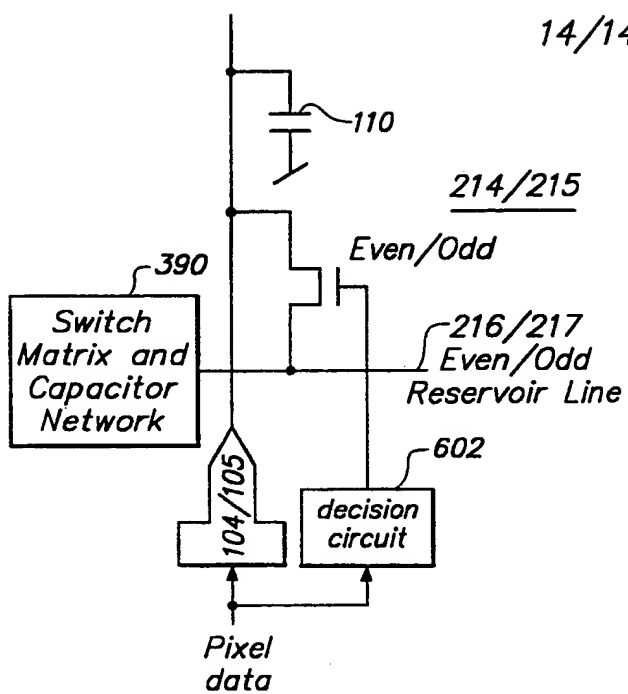 14/14
110
214/215
Even/Odd
390
Switch
Matrix and
Capacitor
Network
216/217
Even/Odd
Reservoir Line
602
104/105
decision
circuit
Pixel
data